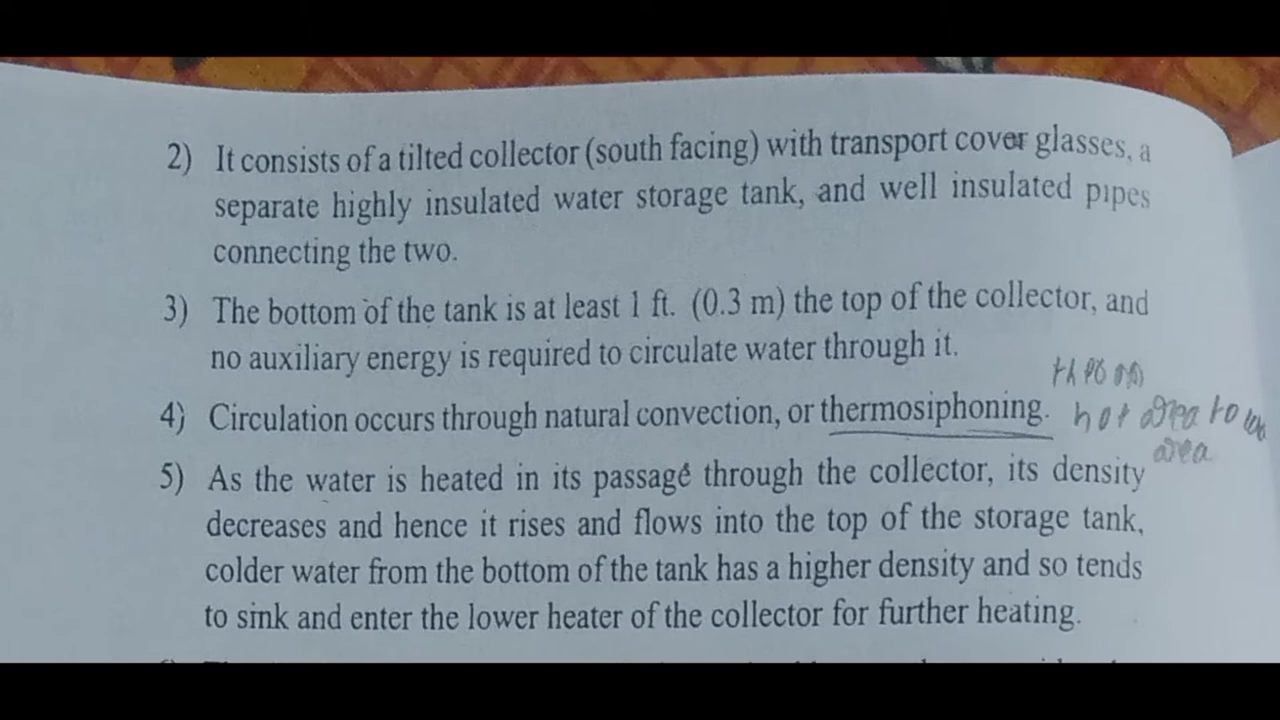 2) It consists of a tilted collector (south facing) with transport cover glasses, a
separate highly insulated water storage tank, and well insulated pipes
connecting the two.
3) The bottom of the tank is at least 1 ft. (0.3 m) the top of the collector, and
no auxiliary energy is required to circulate water through it.
4) Circulation occurs through natural convection, or thermosiphoning.
hot area to
area
5) As the water is heated in its passage through the collector, its density
decreases and hence it rises and flows into the top of the storage tank,
colder water from the bottom of the tank has a higher density and so tends
to sink and enter the lower heater of the collector for further heating.